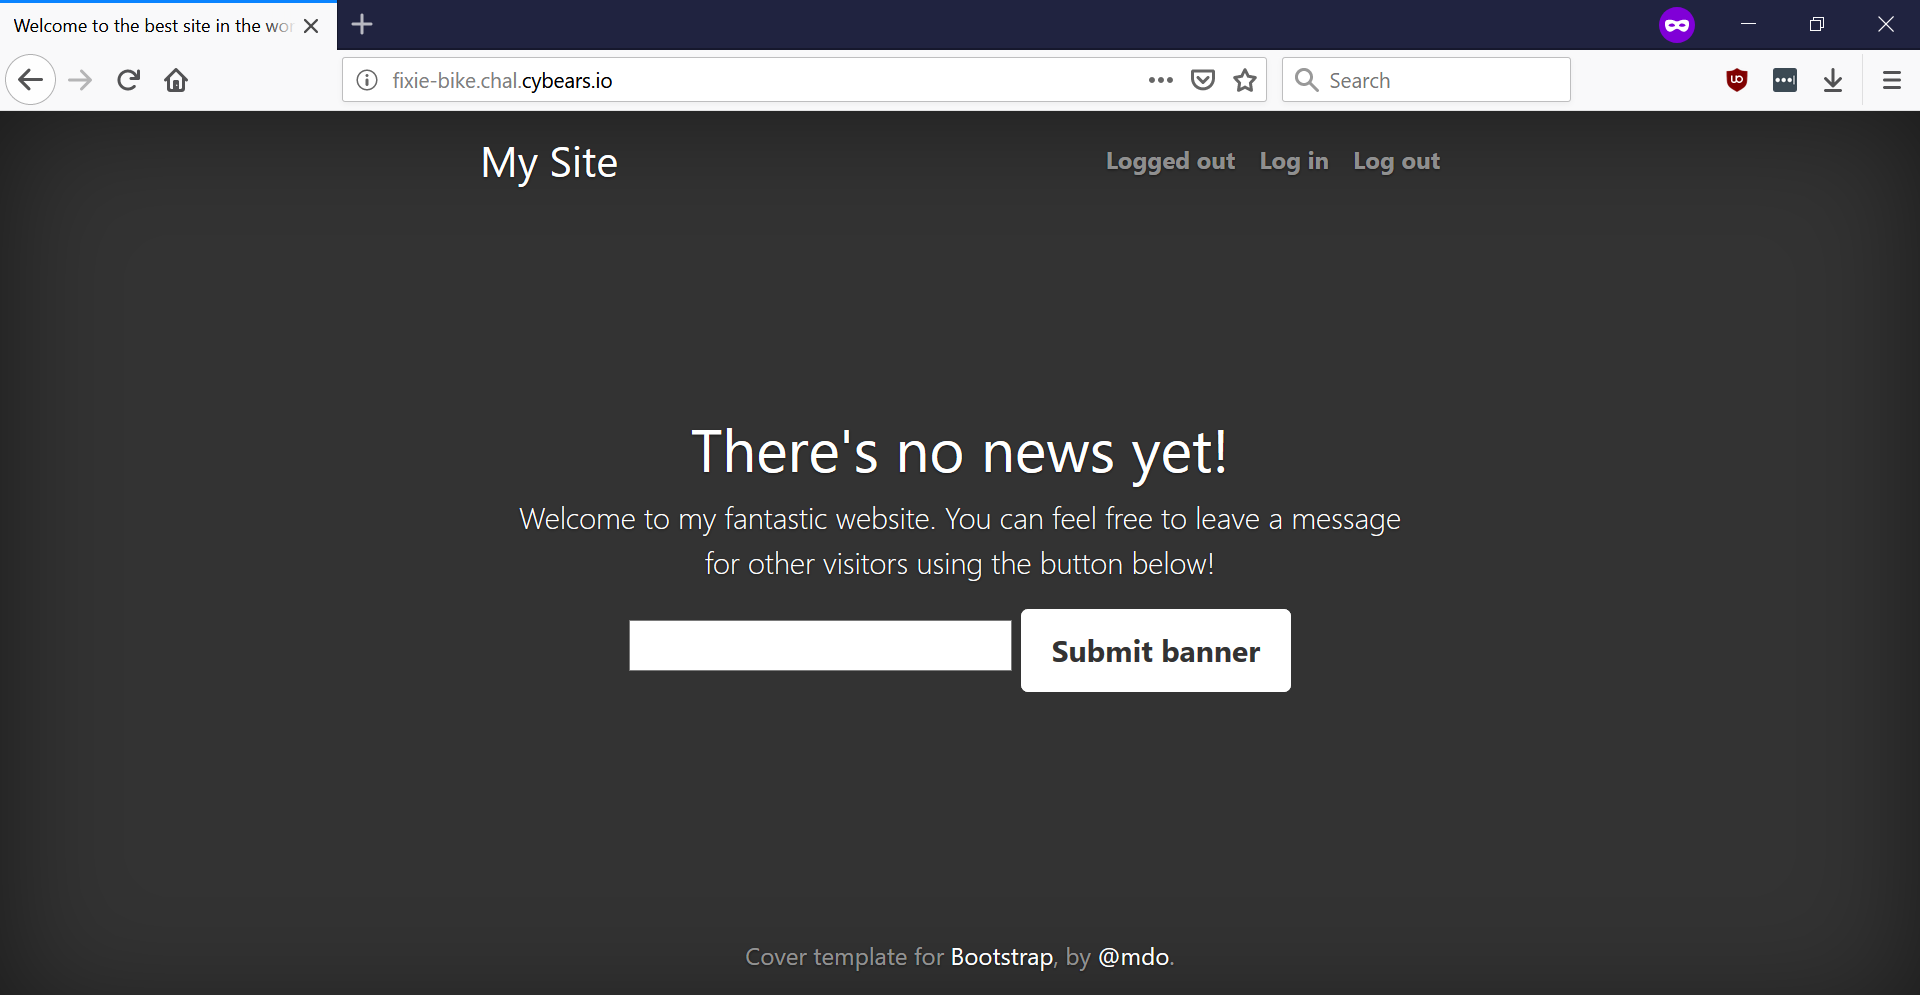 Welcome to the best site in the wor
fixie-bike.chal.cybears.io
Search
My Site
Logged out Log in Log out
There's no news yet!
Welcome to my fantastic website. You can feel free to leave a message
for other visitors using the button below!
Submit banner
Cover template for Bootstrap, by @mdo.